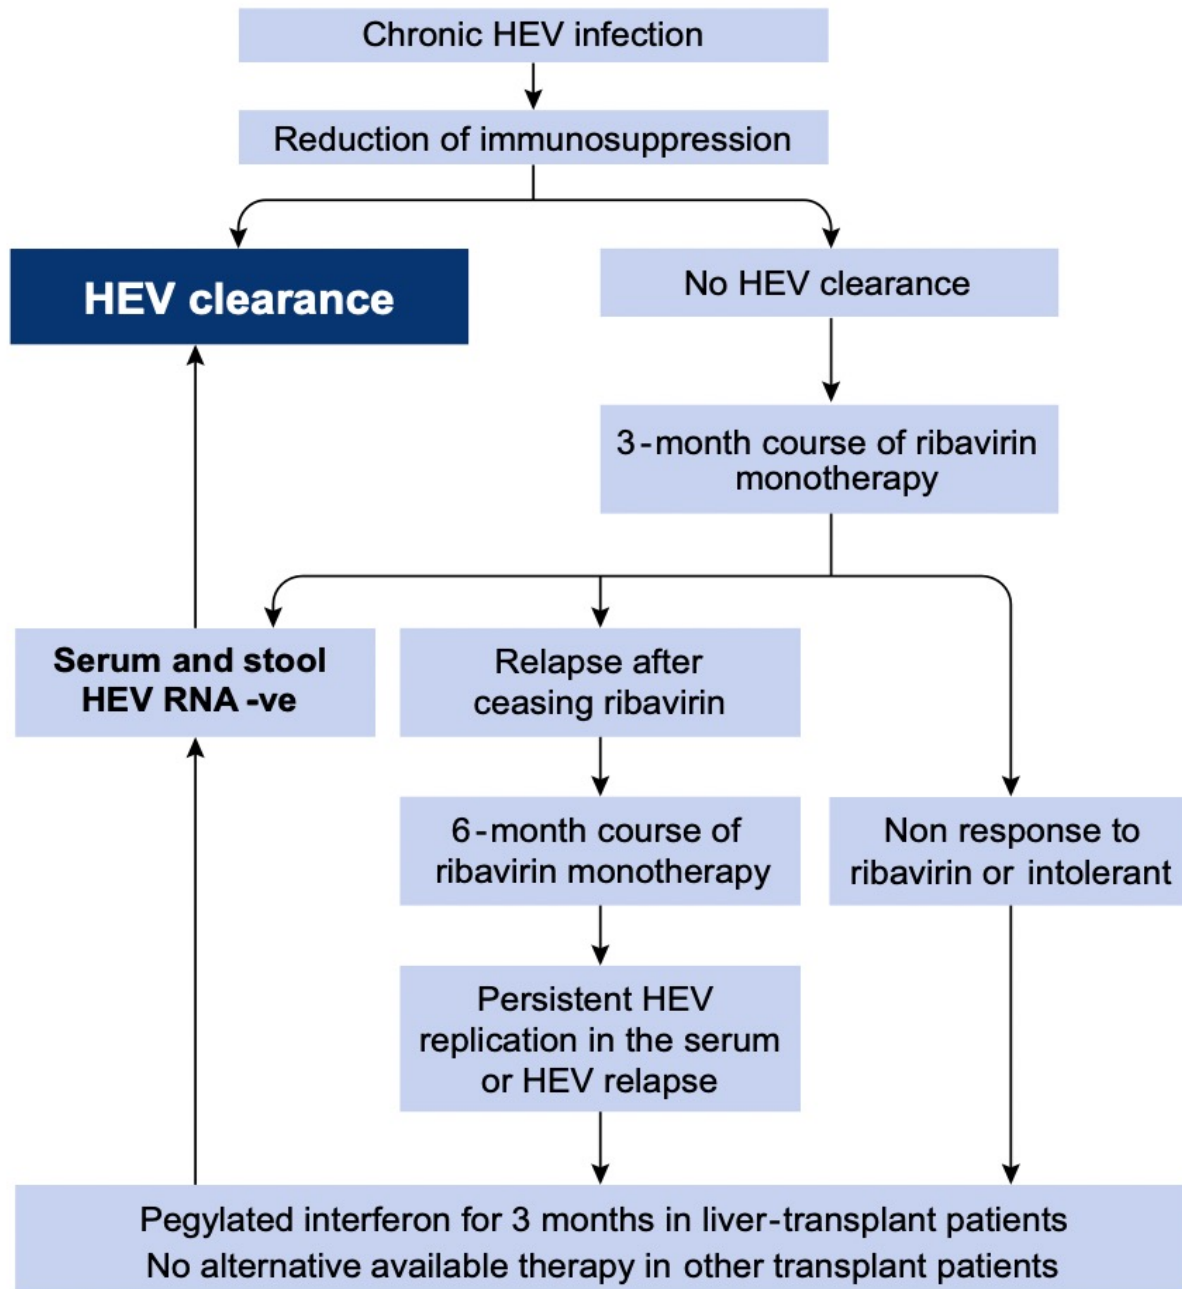 Chronic HEV infection
Reduction of immunosuppression
HEV clearance
No HEV clearance
3-month course of ribavirin
monotherapy
Serum and stool
HEV RNA -ve
Relapse after
ceasing ribavirin
6-month course of
ribavirin monotherapy
Non response to
ribavirin or intolerant
Persistent HEV
replication in the serum
or HEV relapse
Pegylated interferon for 3 months in liver-transplant patients
No alternative available therapy in other transplant patients